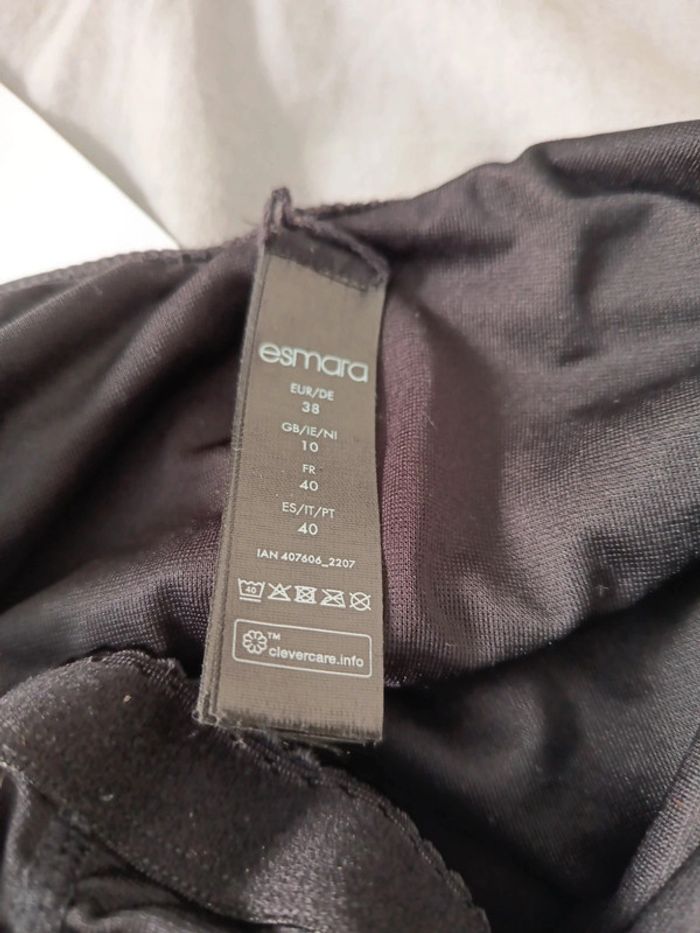 esmara
EUR/DE
38
GB/IE/NI
10
FR
40
ES/IT/PT
40
IAN 407606_2207
40
™
clevercare.info